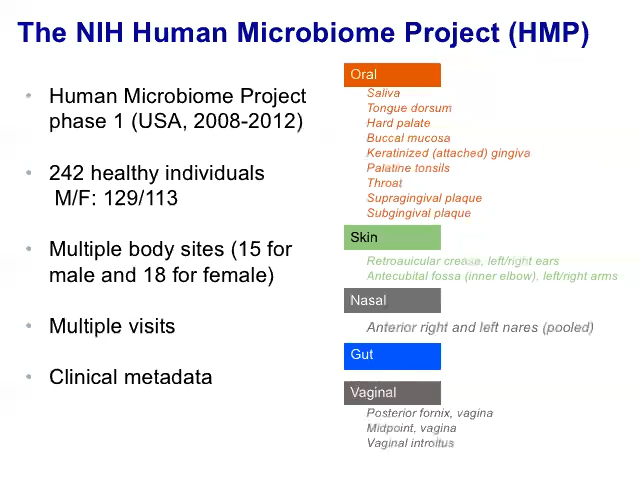 The NIH Human Microbiome Project (HMP)
• Human Microbiome Project
phase 1 (USA, 2008-2012)
• 242 healthy individuals
M/F: 129/113
• Multiple body sites (15 for
male and 18 for female)
• Multiple visits
• Clinical metadata
Oral
Saliva
Tongue dorsum
Hard palate
Buccal mucosa
Keratinized (attached) gingiva
Palatine tonsils
Throat
Supragingival plaque
Subgingival plaque
Skin
Retroauicular crease, left/right ears
Antecubital fossa (inner elbow), left/right arms
Nasal
Anterior right and left nares (pooled)
Gut
Vaginal
Posterior fornix, vagina
Midpoint, vagina
Vaginal introitus